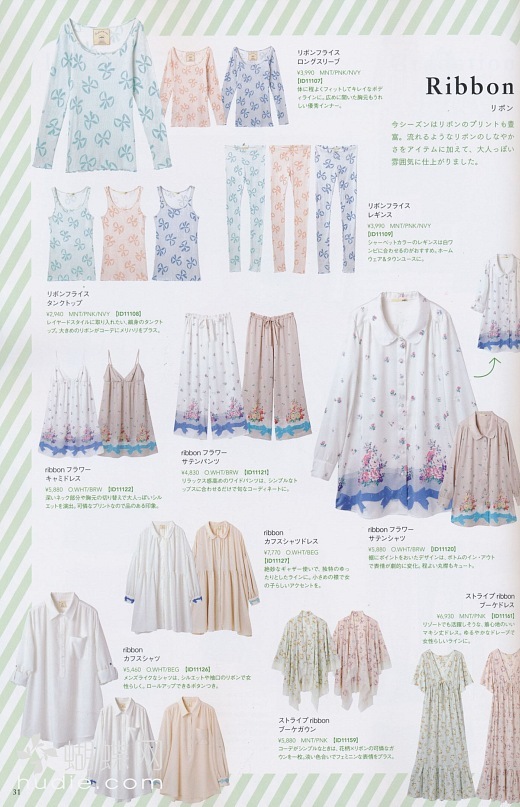 リボンフライス
ロングスリーブ
¥3,990 MNT/PNK/NVY
[ID11107]
体に程よくフィットしてキレイなボデ
ィラインに。広めに開いた胸元もうれ
しい優秀インナー。
Ribbon
リボン
今シーズンはリボンのプリントも豊
富。流れるようなリボンのしなやか
さをアイテムに加えて、大人っぽい
雰囲気に仕上がりました。
リボンフライス
レギンス
¥3,990 MNT/PNK/NVY
[ID11109]
シャーベットカラーのレギンスは白ワ
ンピに合わせるのがおすすめ。ホーム
ウェア&タウンユースに。
リボンフライス
タンクトップ
¥2,940 MNT/PNK/NVY [ID11108]
レイヤードスタイルに取り入れたい、細身のタンクト
ップ。大きめのリボンがコーデにメリハリをプラス。
ribbon フラワー
キャミドレス
¥5,880 O.WHT/BRW [ID11122]
深いネック部分や胸元の切り替えで大人っぽいシル
エットを演出。可憐なプリントなので品のある印象。
ribbon フラワー
サテンパンツ
¥4,830 O.WHT/BRW [ID11121]
リラックス感高めのワイドパンツは、シンプルなト
ップスに合わせるだけで旬なコーディネートに。
ribbon フラワー
サテンシャツ
¥5,880 O.WHT/BRW [ID11120]
裾にポイントをおいたデザインは、ボトムのイン・アウト
で表情が劇的に変化。程よい丸襟もキュート。
ribbon
カフスシャツドレス
¥7,770 O.WHT/BEG
[ID11127]
絶妙なギャザー使いで、独特のゆっ
たりとしたラインに。小さめの襟で女
の子らしいアクセントを。
ribbon
カフスシャツ
¥5,460 O.WHT/BEG [ID11126]
メンズライクなシャツは、シルエットや袖口のリボンで女
性らしく。ロールアップできるボタンつき。
ストライプ ribbon
ブーケドレス
¥6,930 MNT/PNK [ID11161]
リゾートでも活躍しそうな、着心地のいい
マキシ丈ドレス。ゆるやかなドレープで
女性らしいラインに。
ストライプ ribbon
ブーケガウン
¥5,880 MNT/PNK [ID11159]
コーデがシンプルなときは、花柄×リボンの可憐なガ
ウンを一枚。淡い色合いでフェミニンな表情をプラス。
31
nudie.com